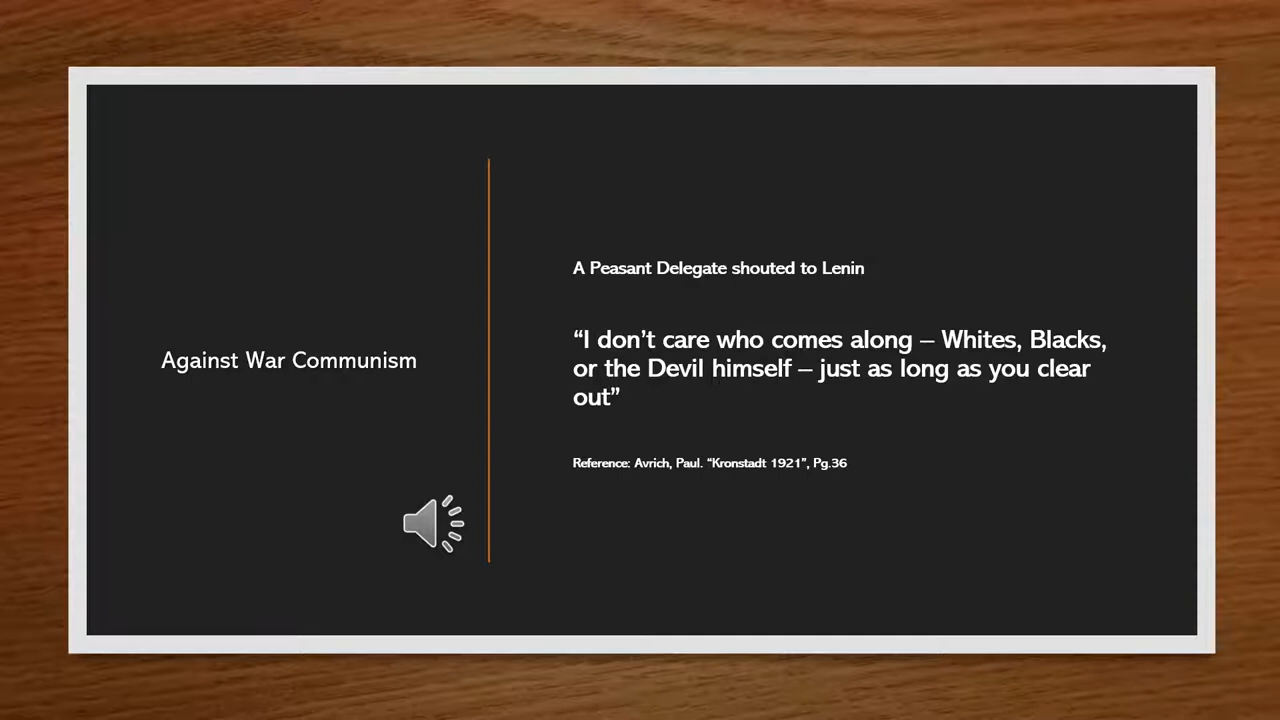 Against War Communism
A Peasant Delegate shouted to Lenin
“I don’t care who comes along – Whites, Blacks,
or the Devil himself – just as long as you clear
out”
Reference: Avrich, Paul. “Kronstadt 1921”, Pg.36